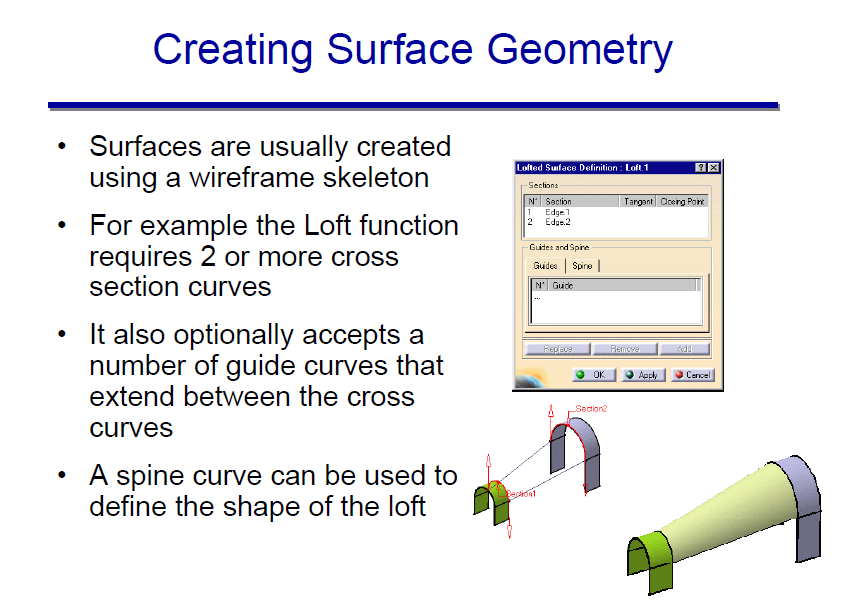 Creating Surface Geometry
• Surfaces are usually created
using a wireframe skeleton
• For example the Loft function
requires 2 or more cross
section curves
• It also optionally accepts a
number of guide curves that
extend between the cross
curves
• A spine curve can be used to
define the shape of the loft
Lofted Surface Definition : Loft.1
Sections
N° Section Tangent Closing Point
1 Edge.1
2 Edge.2
Guides and Spine
Guides Spine
N° Guide
...
Replace Remove Add
OK Apply Cancel
Section2
Section1